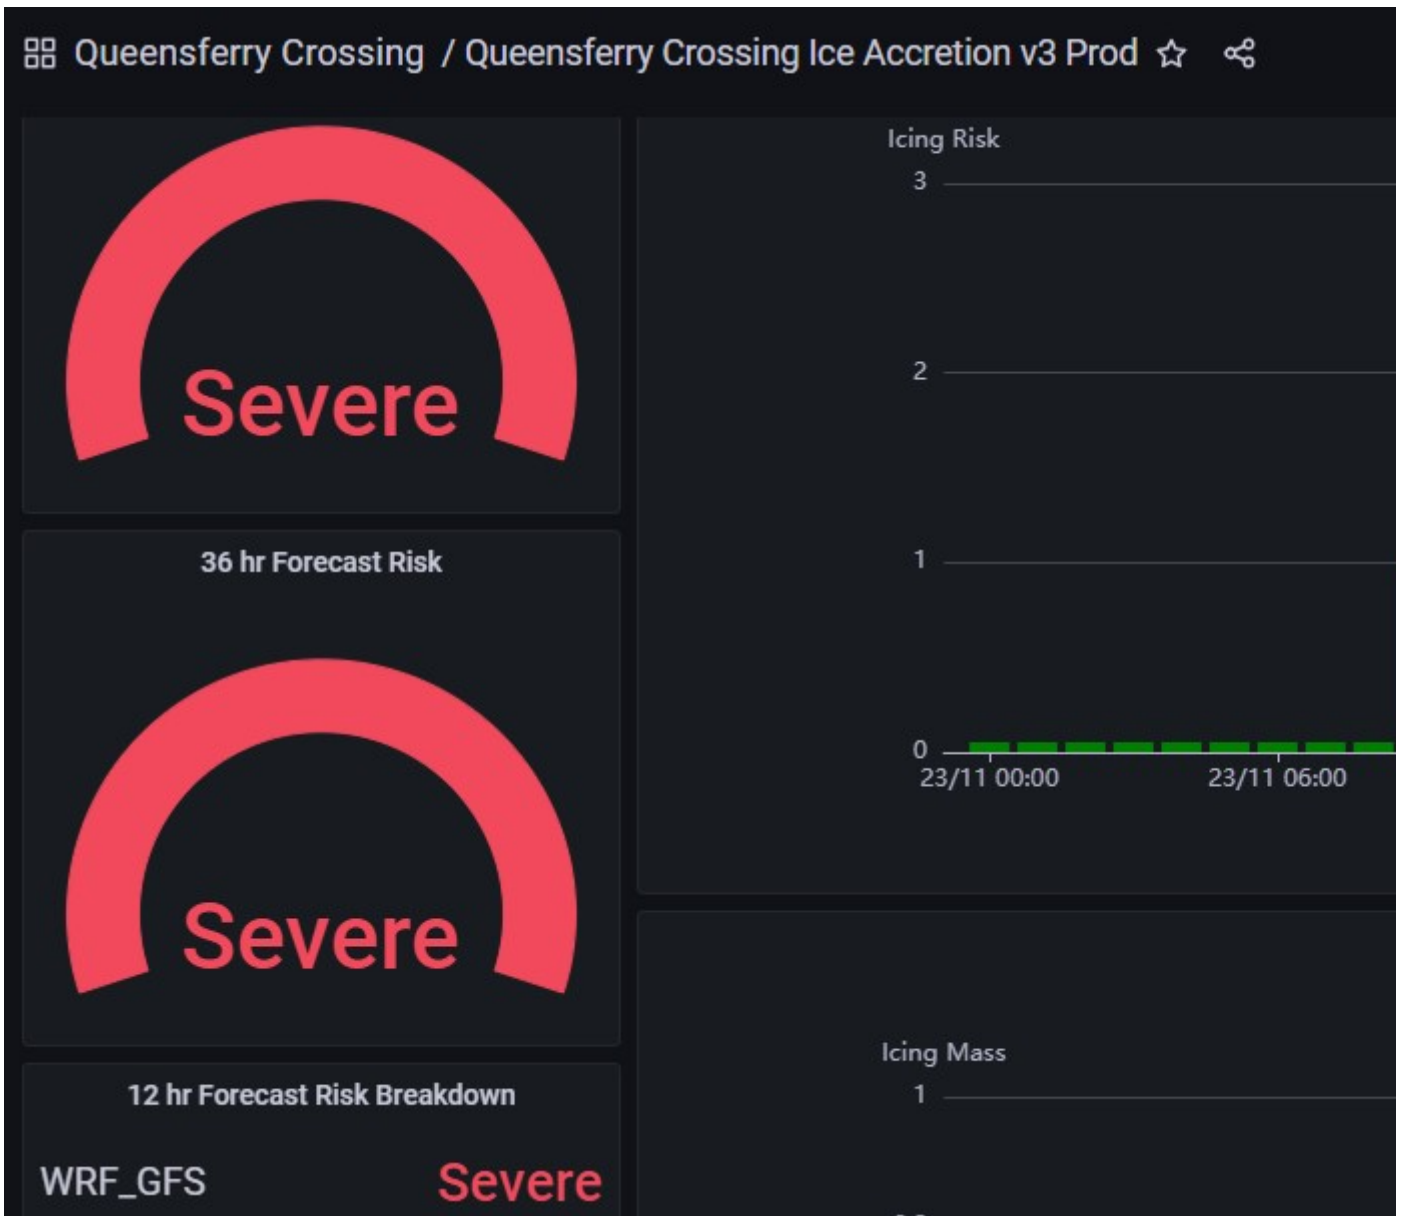 Queensferry Crossing / Queensferry Crossing Ice Accretion v3 Prod
Severe
36 hr Forecast Risk
Severe
12 hr Forecast Risk Breakdown
WRF_GFS Severe
Icing Risk
3
2
1
0
23/11 00:00 23/11 06:00
Icing Mass
1